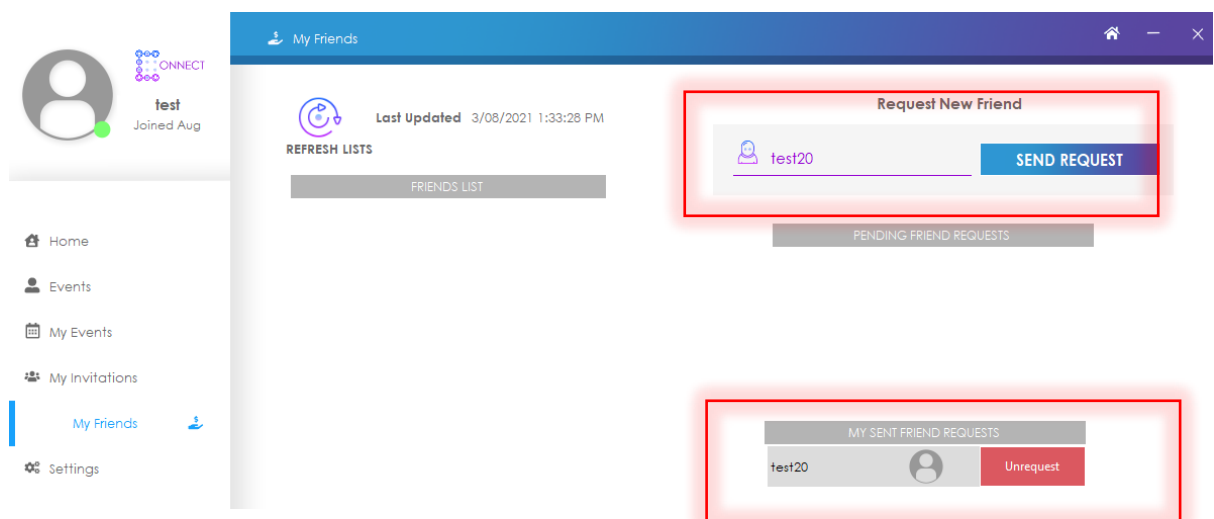 ONNECT
test
Joined Aug
Home
Events
My Events
My Invitations
My Friends
Settings
My Friends
Last Updated 3/08/2021 1:33:28 PM
REFRESH LISTS
FRIENDS LIST
Request New Friend
test20
SEND REQUEST
PENDING FRIEND REQUESTS
MY SENT FRIEND REQUESTS
test20
Unrequest